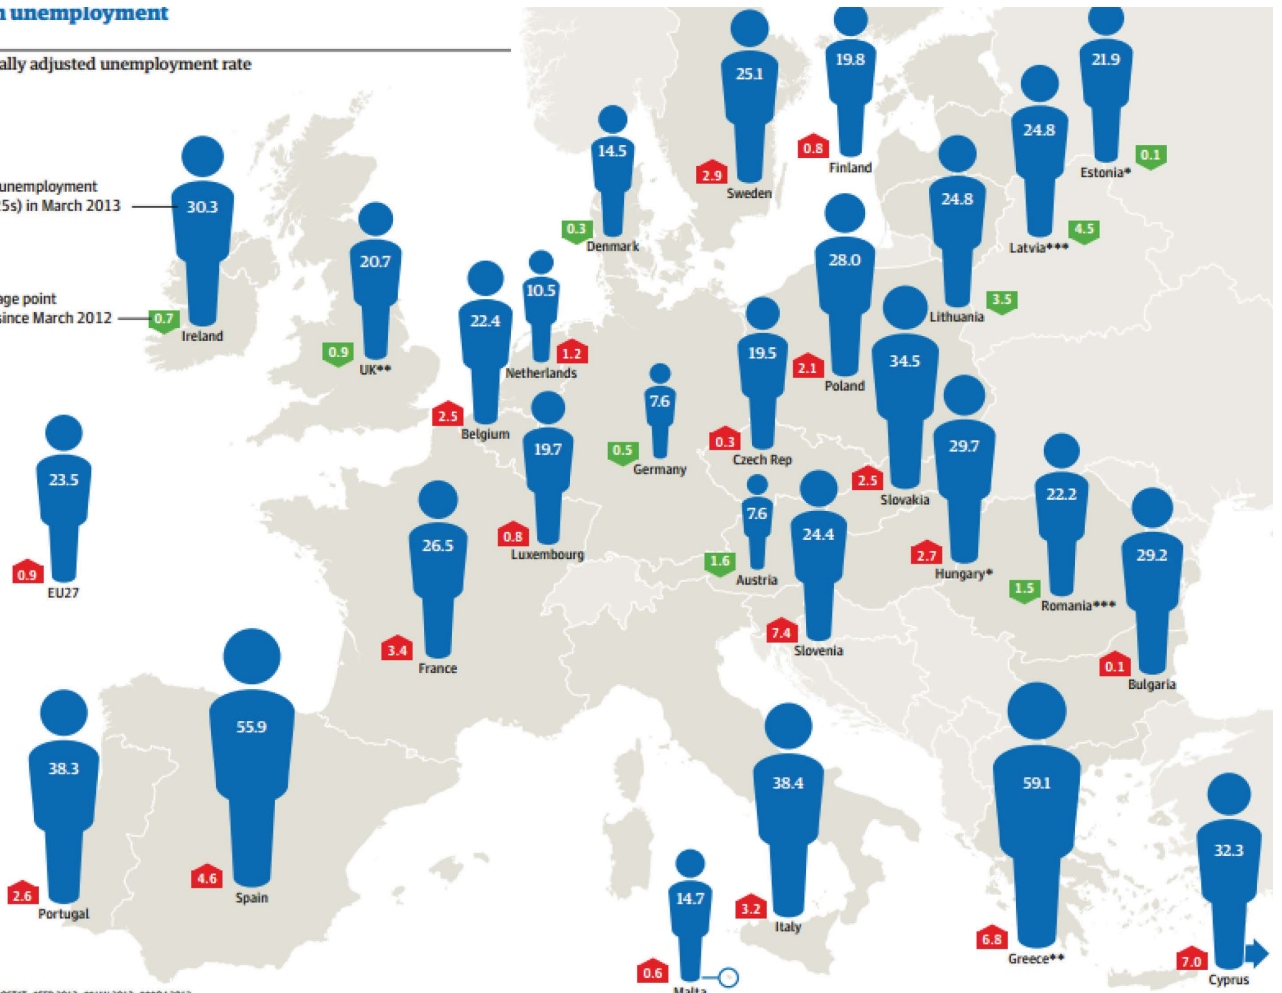 unemployment
ally adjusted unemployment rate
unemployment
in March 2013
30.3
age point
since March 2012
0.7
Ireland
20.7
0.9
UK**
14.5
0.3
Denmark
25.1
2.9
Sweden
19.8
0.8
Finland
21.9
0.1
Estonia*
24.8
4.5
Latvia***
24.8
3.5
Lithuania
28.0
2.1
Poland
22.4
2.5
Belgium
10.5
1.2
Netherlands
7.6
0.5
Germany
19.5
0.3
Czech Rep
34.5
2.5
Slovakia
29.7
2.7
Hungary*
19.7
0.8
Luxembourg
23.5
0.9
EU27
26.5
3.4
France
7.6
1.6
Austria
24.4
7.4
Slovenia
22.2
1.5
Romania***
29.2
0.1
Bulgaria
38.3
2.6
Portugal
55.9
4.6
Spain
14.7
0.6
Malta
38.4
3.2
Italy
59.1
6.8
Greece**
32.3
7.0
Cyprus